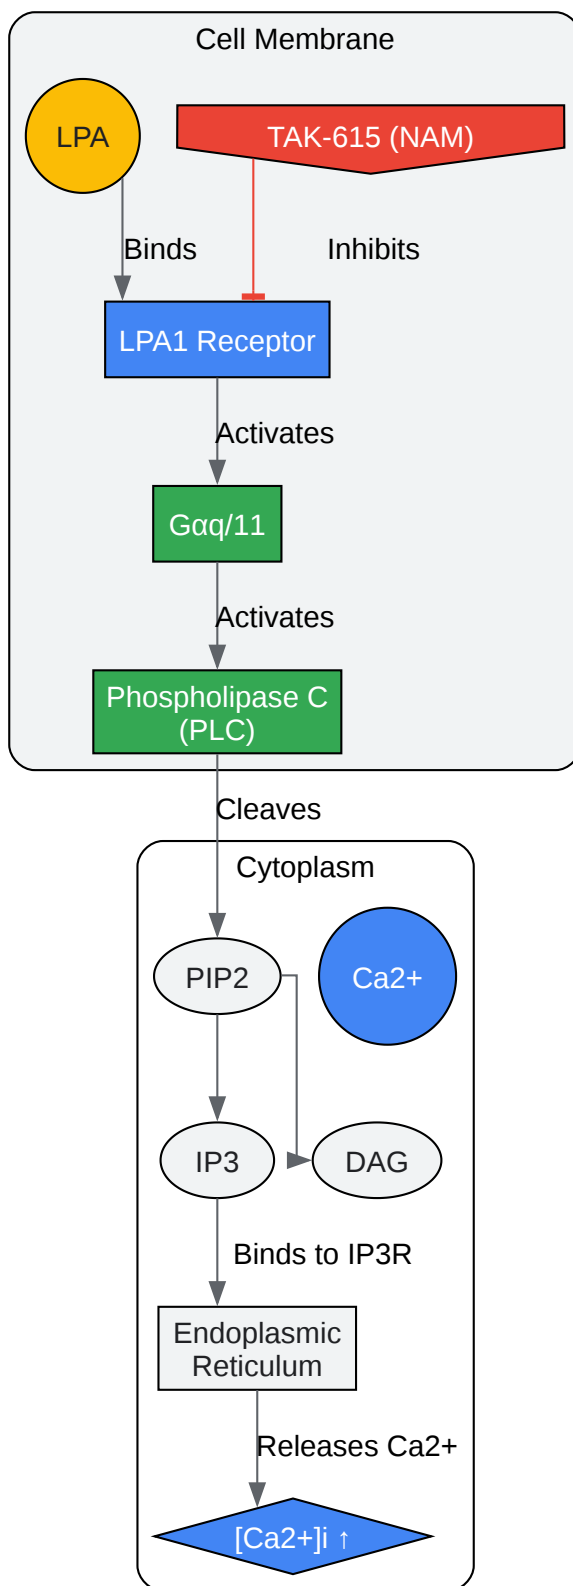 Cell Membrane
LPA
TAK-615 (NAM)
Binds
Inhibits
LPA1 Receptor
Activates
Gαq/11
Activates
Phospholipase C
(PLC)
Cleaves
Cytoplasm
PIP2
Ca2+
IP3
DAG
Binds to IP3R
Endoplasmic
Reticulum
Releases Ca2+
[Ca2+]i ↑